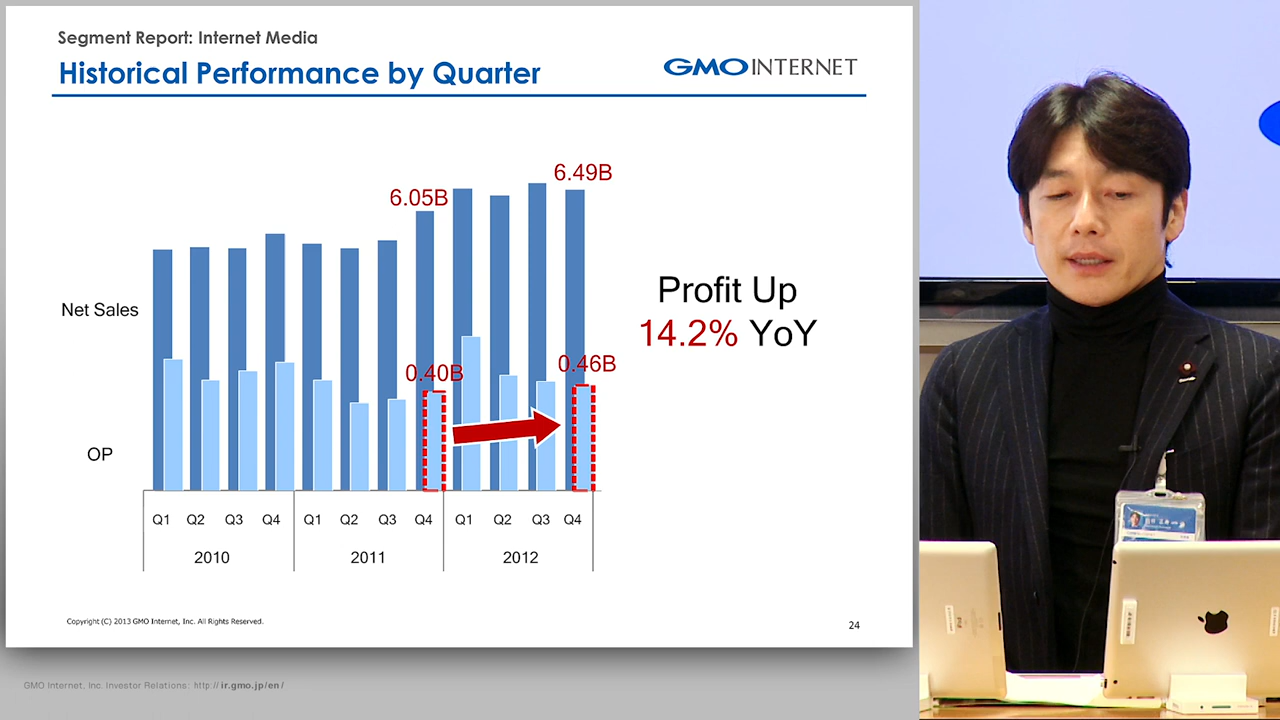 Segment Report: Internet Media
Historical Performance by Quarter
GMO INTERNET
6.49B
6.05B
Net Sales
Profit Up
14.2% YoY
0.46B
0.40B
OP
Q1 Q2 Q3 Q4 Q1 Q2 Q3 Q4 Q1 Q2 Q3 Q4
2010 2011 2012
Copyright (C) 2013 GMO Internet, Inc. All Rights Reserved.
24
GMO Internet, Inc. Investor Relations: http://ir.gmo.jp/en/
iPad